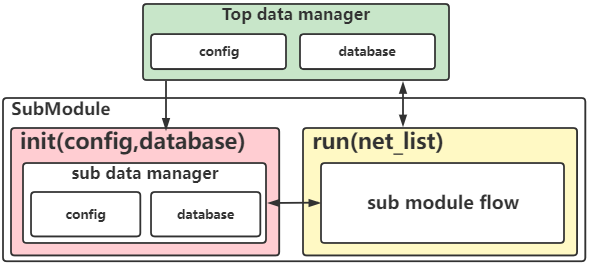 Top data manager
config
database
SubModule
init(config,database)
sub data manager
config
database
run(net_list)
sub module flow